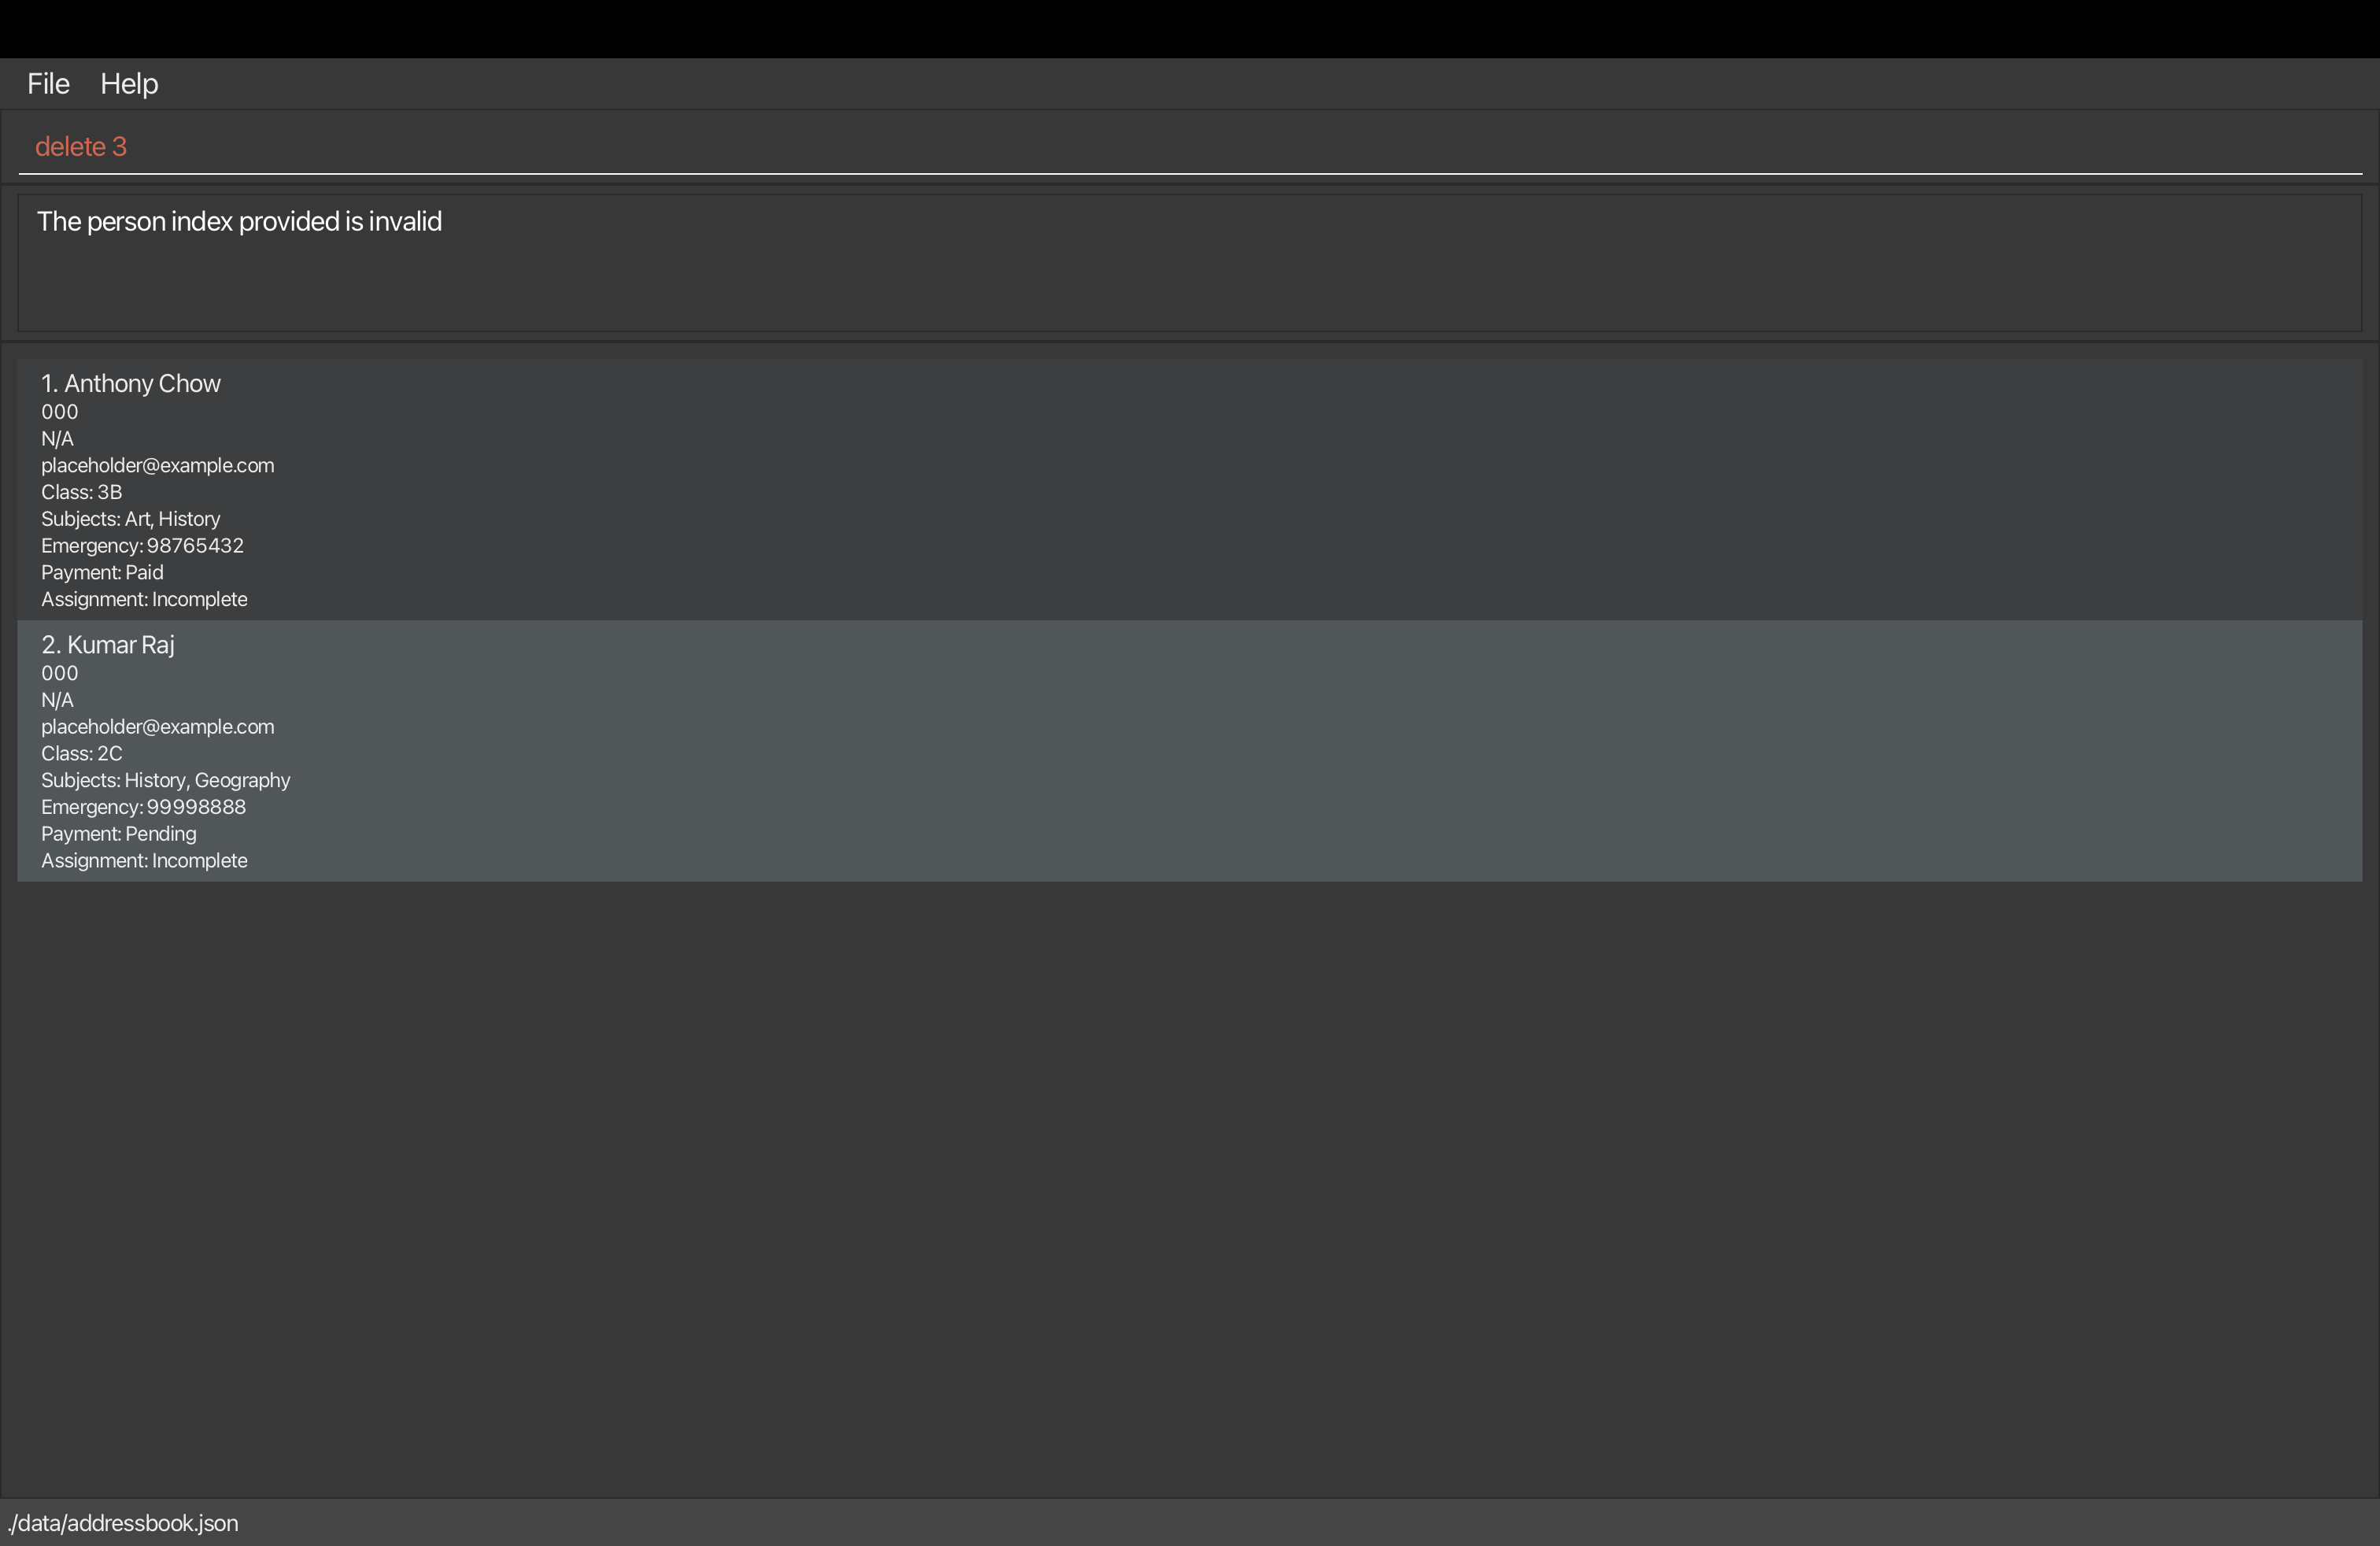 File Help
delete 3
The person index provided is invalid
1. Anthony Chow
000
N/A
placeholder@example.com
Class: 3B
Subjects: Art, History
Emergency: 98765432
Payment: Paid
Assignment: Incomplete
2. Kumar Raj
000
N/A
placeholder@example.com
Class: 2C
Subjects: History, Geography
Emergency: 99998888
Payment: Pending
Assignment: Incomplete
./data/addressbook.json